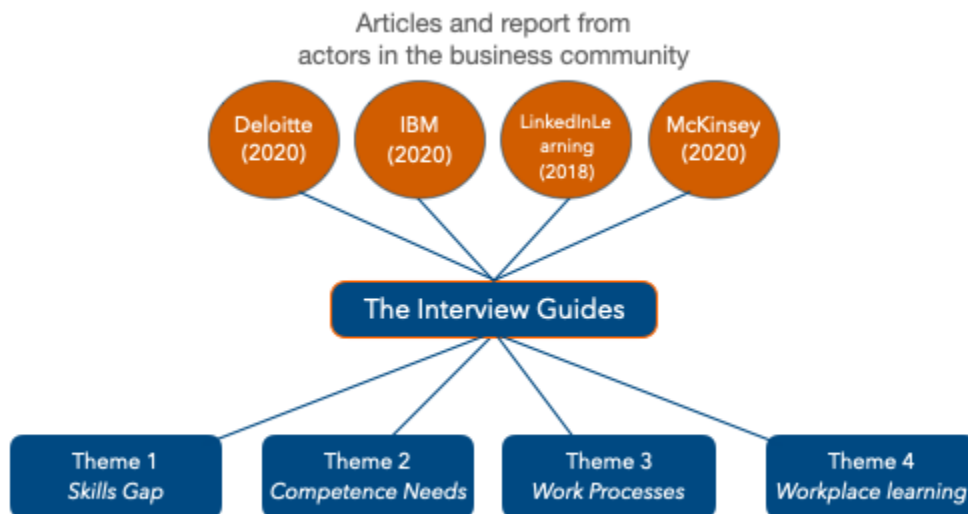 Articles and report from
actors in the business community
Deloitte
(2020)
IBM
(2020)
LinkedInLe
arning
(2018)
McKinsey
(2020)
The Interview Guides
Theme 1
Skills Gap
Theme 2
Competence Needs
Theme 3
Work Processes
Theme 4
Workplace learning